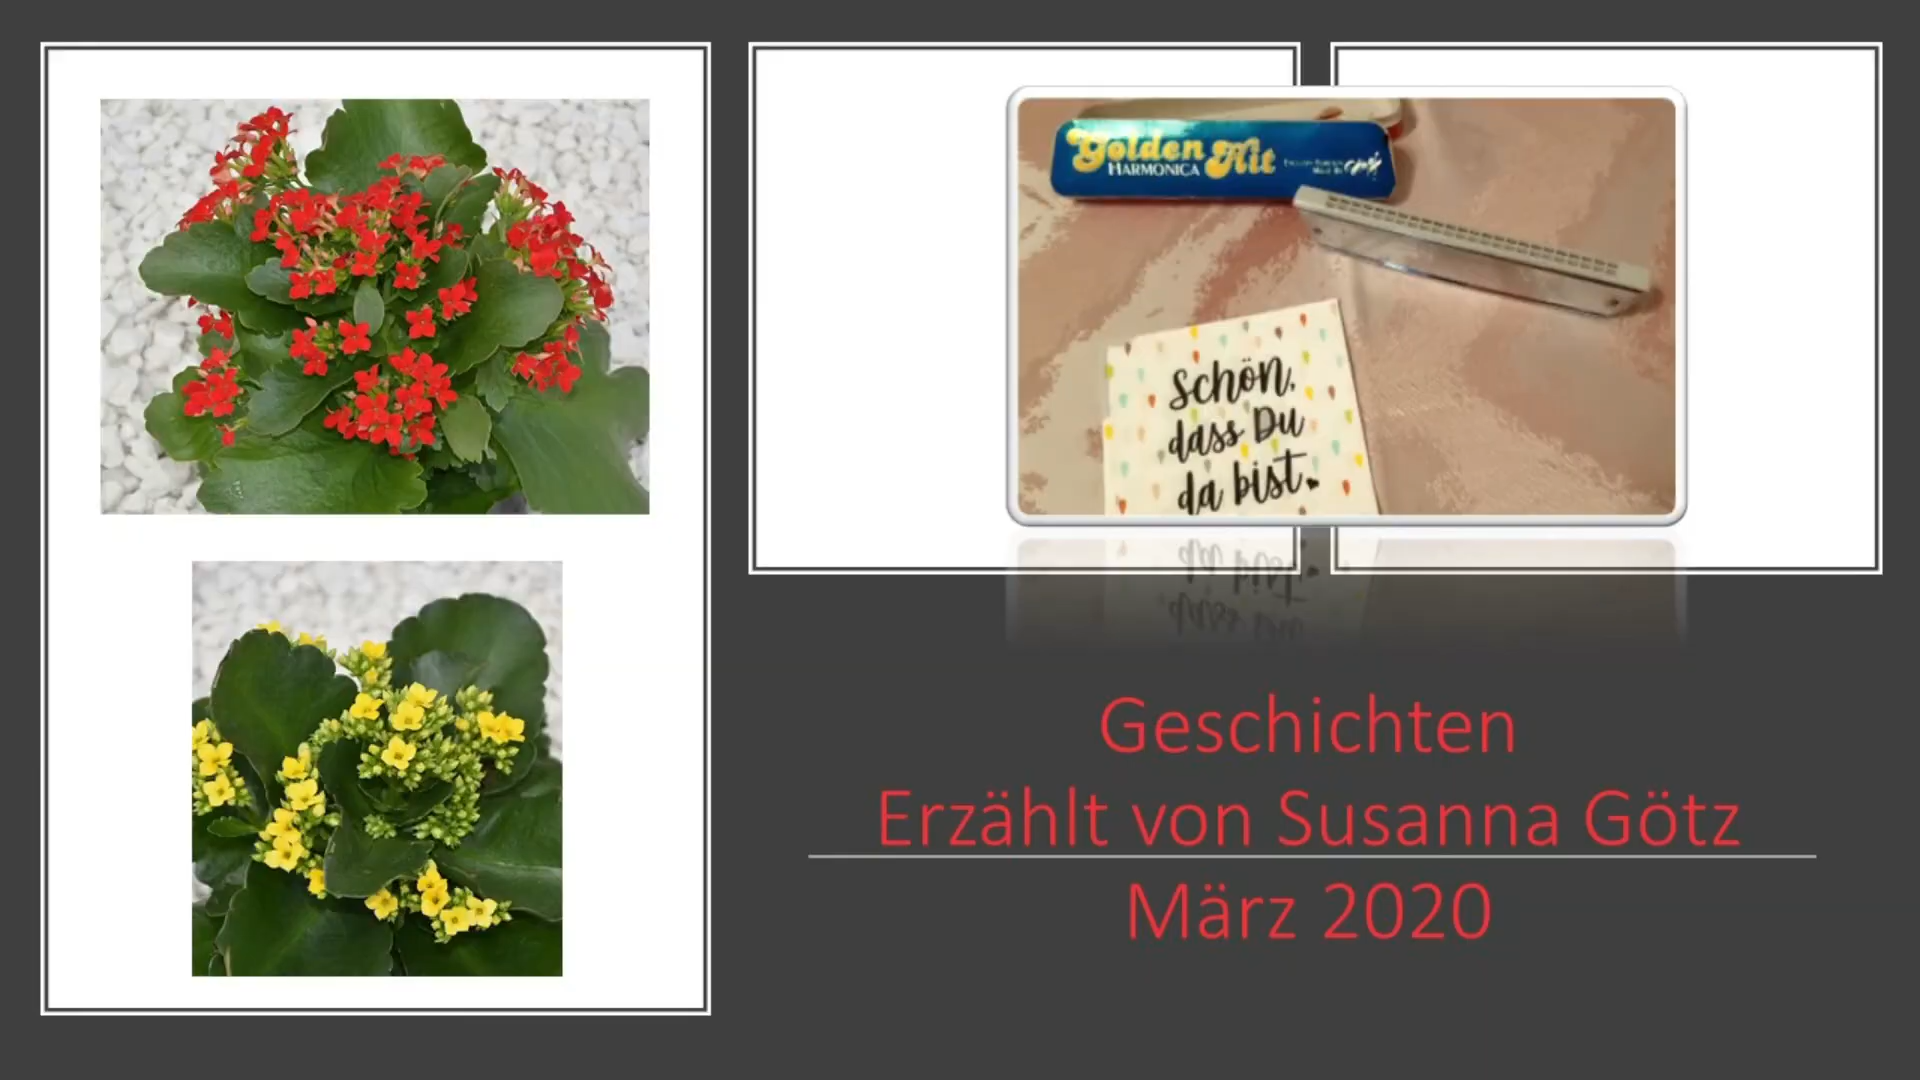 Golden Hit
HARMONICA
Schön,
dass Du
da bist.
Geschichten
Erzählt von Susanna Götz
März 2020